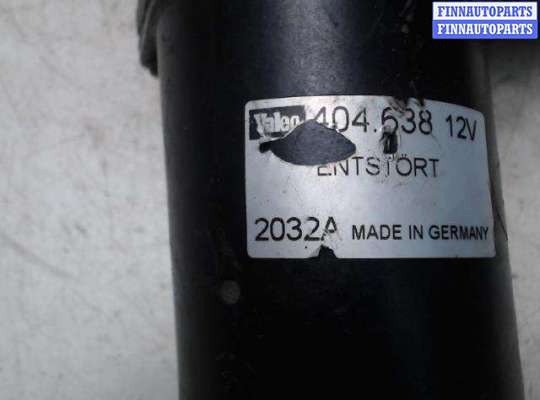 FINNAUTOPARTS
FINNAUTOPARTS
Valeo 404.638 12V
ENTSTÖRT
2032A MADE IN GERMANY